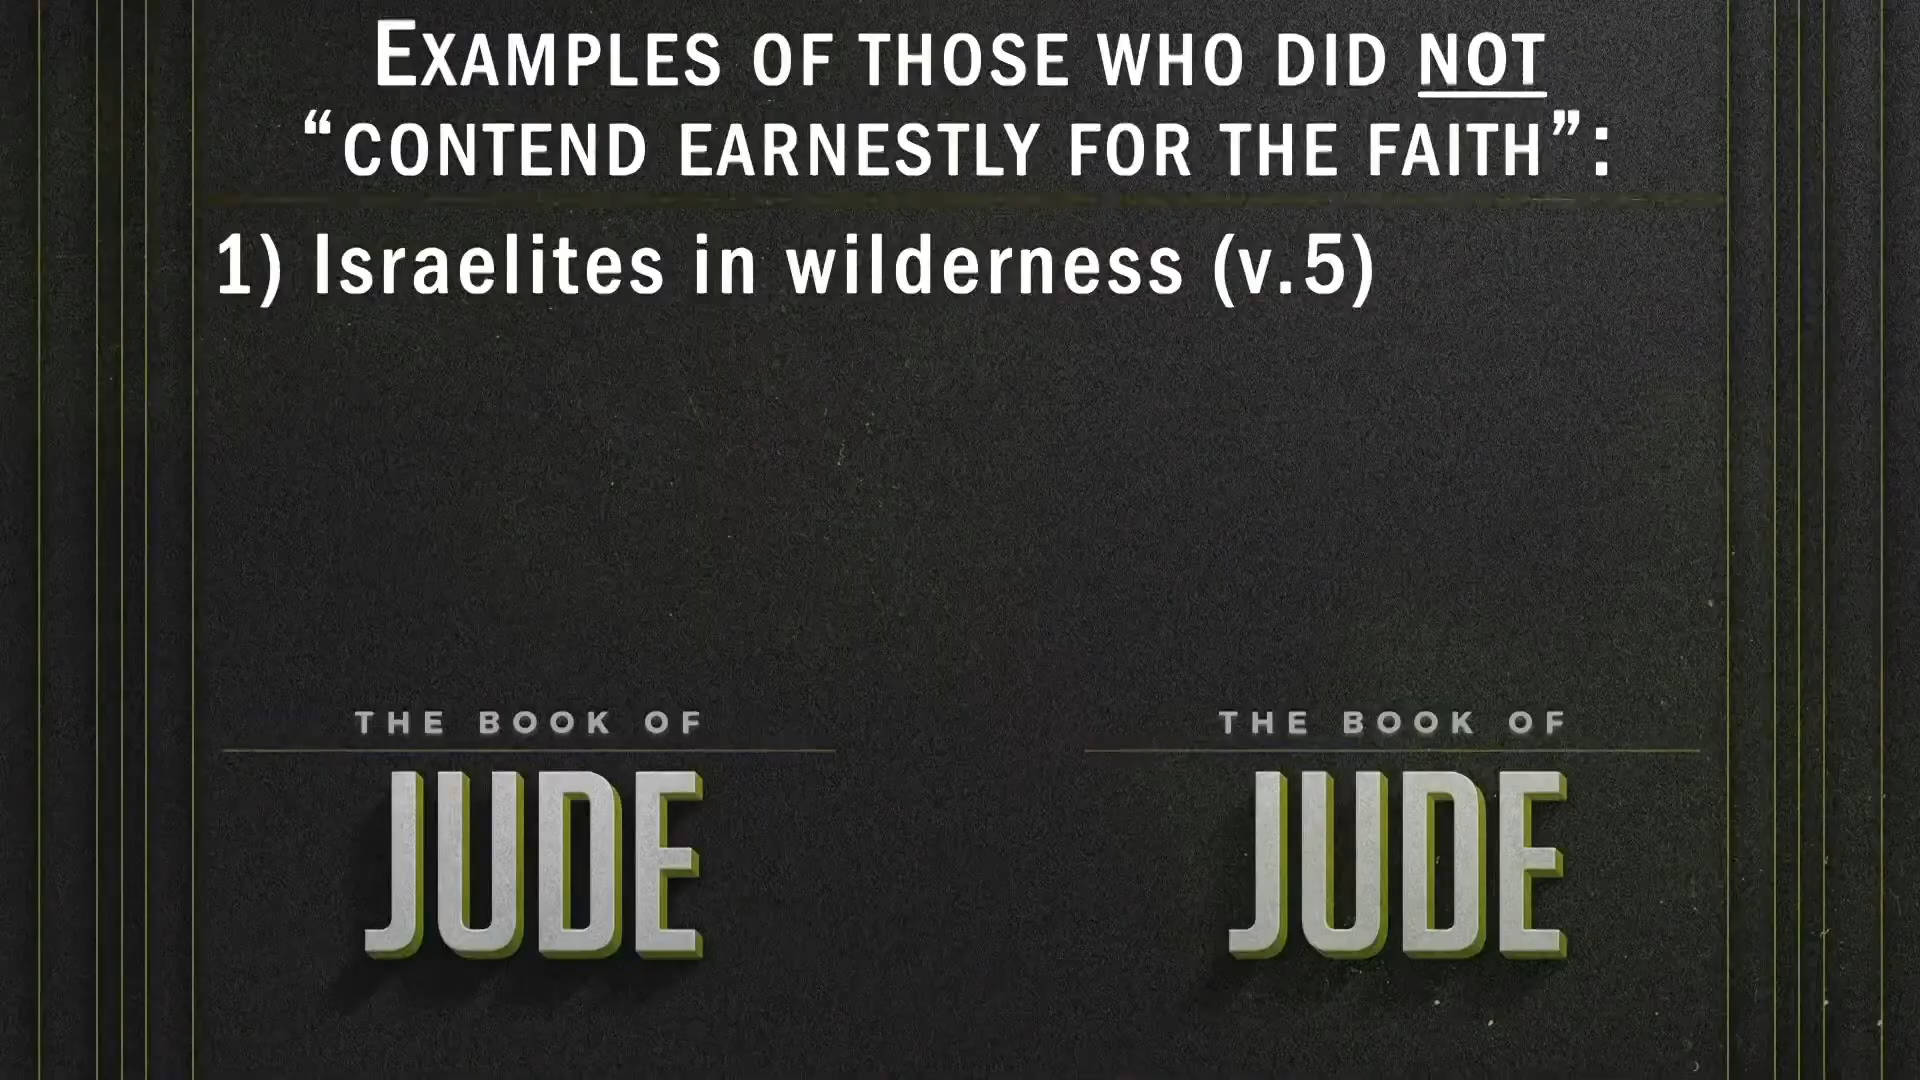 EXAMPLES OF THOSE WHO DID NOT
“CONTEND EARNESTLY FOR THE FAITH”:
1) Israelites in wilderness (v.5)
THE BOOK OF
JUDE
THE BOOK OF
JUDE